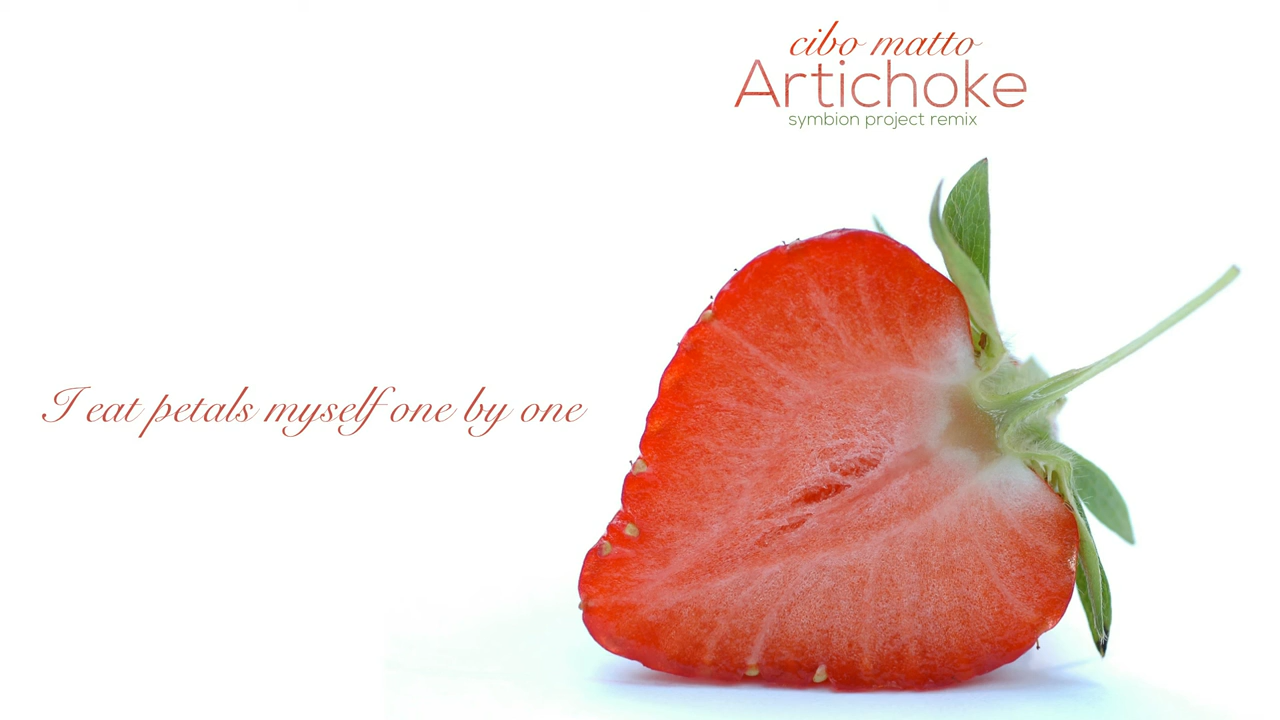 cibo matto
Artichoke
symbion project remix
I eat petals myself one by one